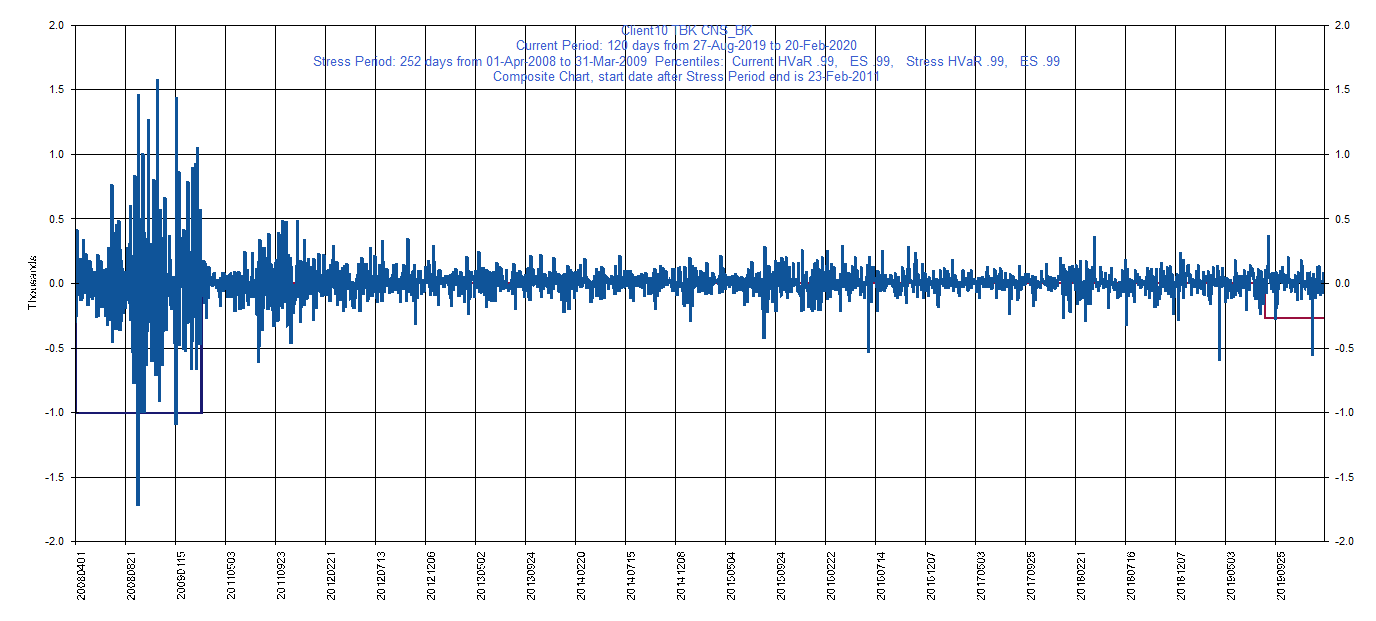 Client10 TBK CNS_BK
Current Period: 120 days from 27-Aug-2019 to 20-Feb-2020
Stress Period: 252 days from 01-Apr-2008 to 31-Mar-2009 Percentiles: Current HVaR .99, ES .99, Stress HVaR .99, ES .99
Composite Chart, start date after Stress Period end is 23-Feb-2011
2.0 2.0
1.5 1.5
1.0 1.0
0.5 0.5
Thousands
0.0 0.0
-0.5 -0.5
-1.0 -1.0
-1.5 -1.5
-2.0 -2.0
20080401 20080821 20090115 20110503 20110923 20120221 20120713 20121206 20130502 20130924 20140220 20140715 20141208 20150504 20150924 20160222 20160714 20161207 20170503 20170925 20180221 20180716 20181207 20190503 20190925